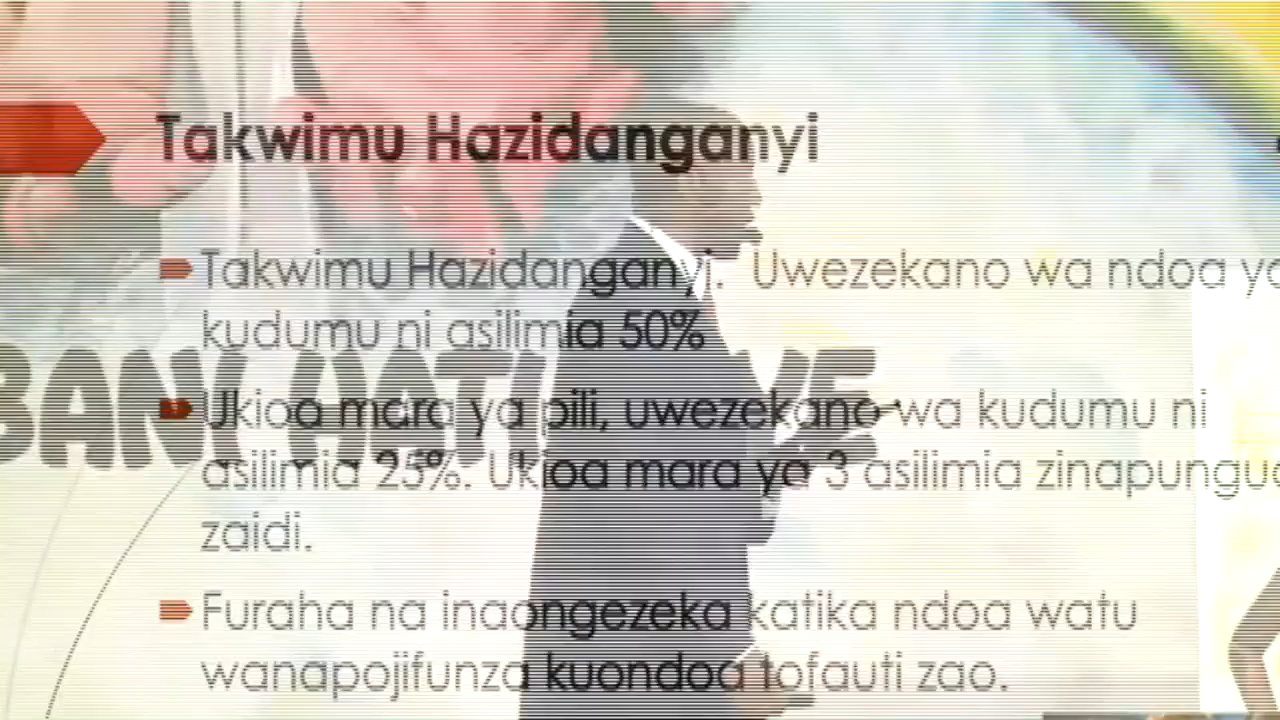 Takwimu Hazidanganyi
Takwimu Hazidanganyi. Uwezekano wa ndoa
kudumu ni asilimia 50%
BANI HATI
Ukioa mara ya pili, uwezekano wa kudumu ni
asilimia 25%. Ukioa mara ya 3 asilimia zinapungua
zaidi.
Furaha na inaongezeka katika ndoa watu
wanapojifunza kuondoa tofauti zao.